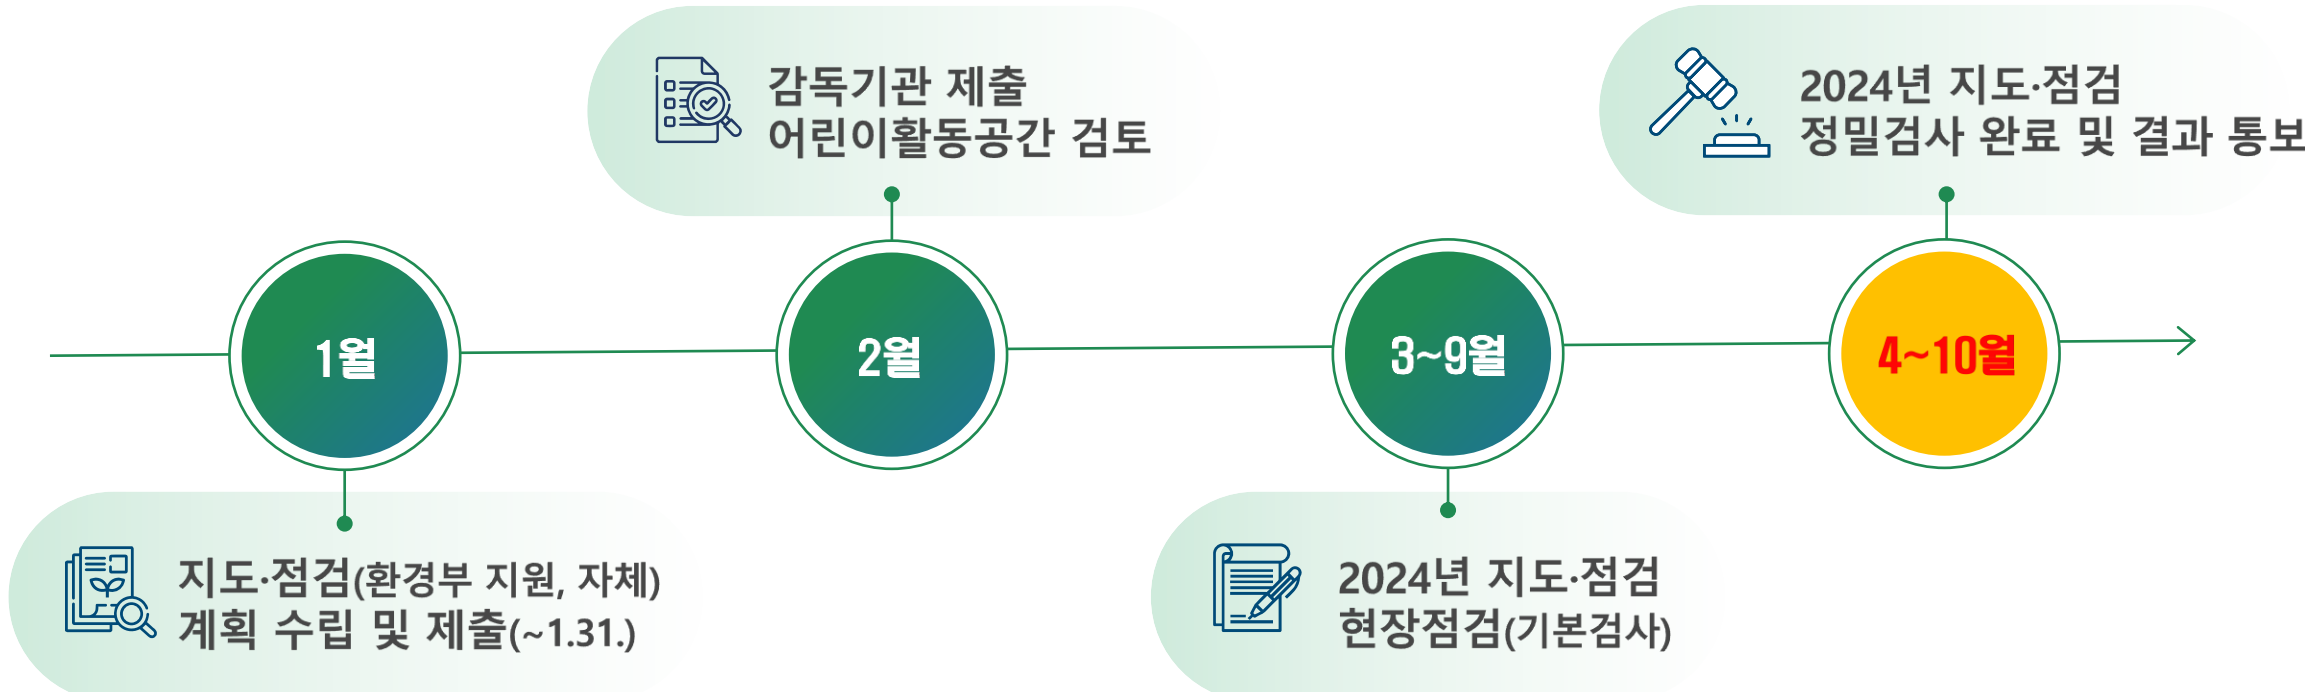 감독기관 제출
어린이활동공간 검토
2024년 지도·점검
정밀검사 완료 및 결과 통보
1월
2월
3~9월
4~10월
지도·점검(환경부 지원, 자체)
계획 수립 및 제출(~1.31.)
2024년 지도·점검
현장점검(기본검사)